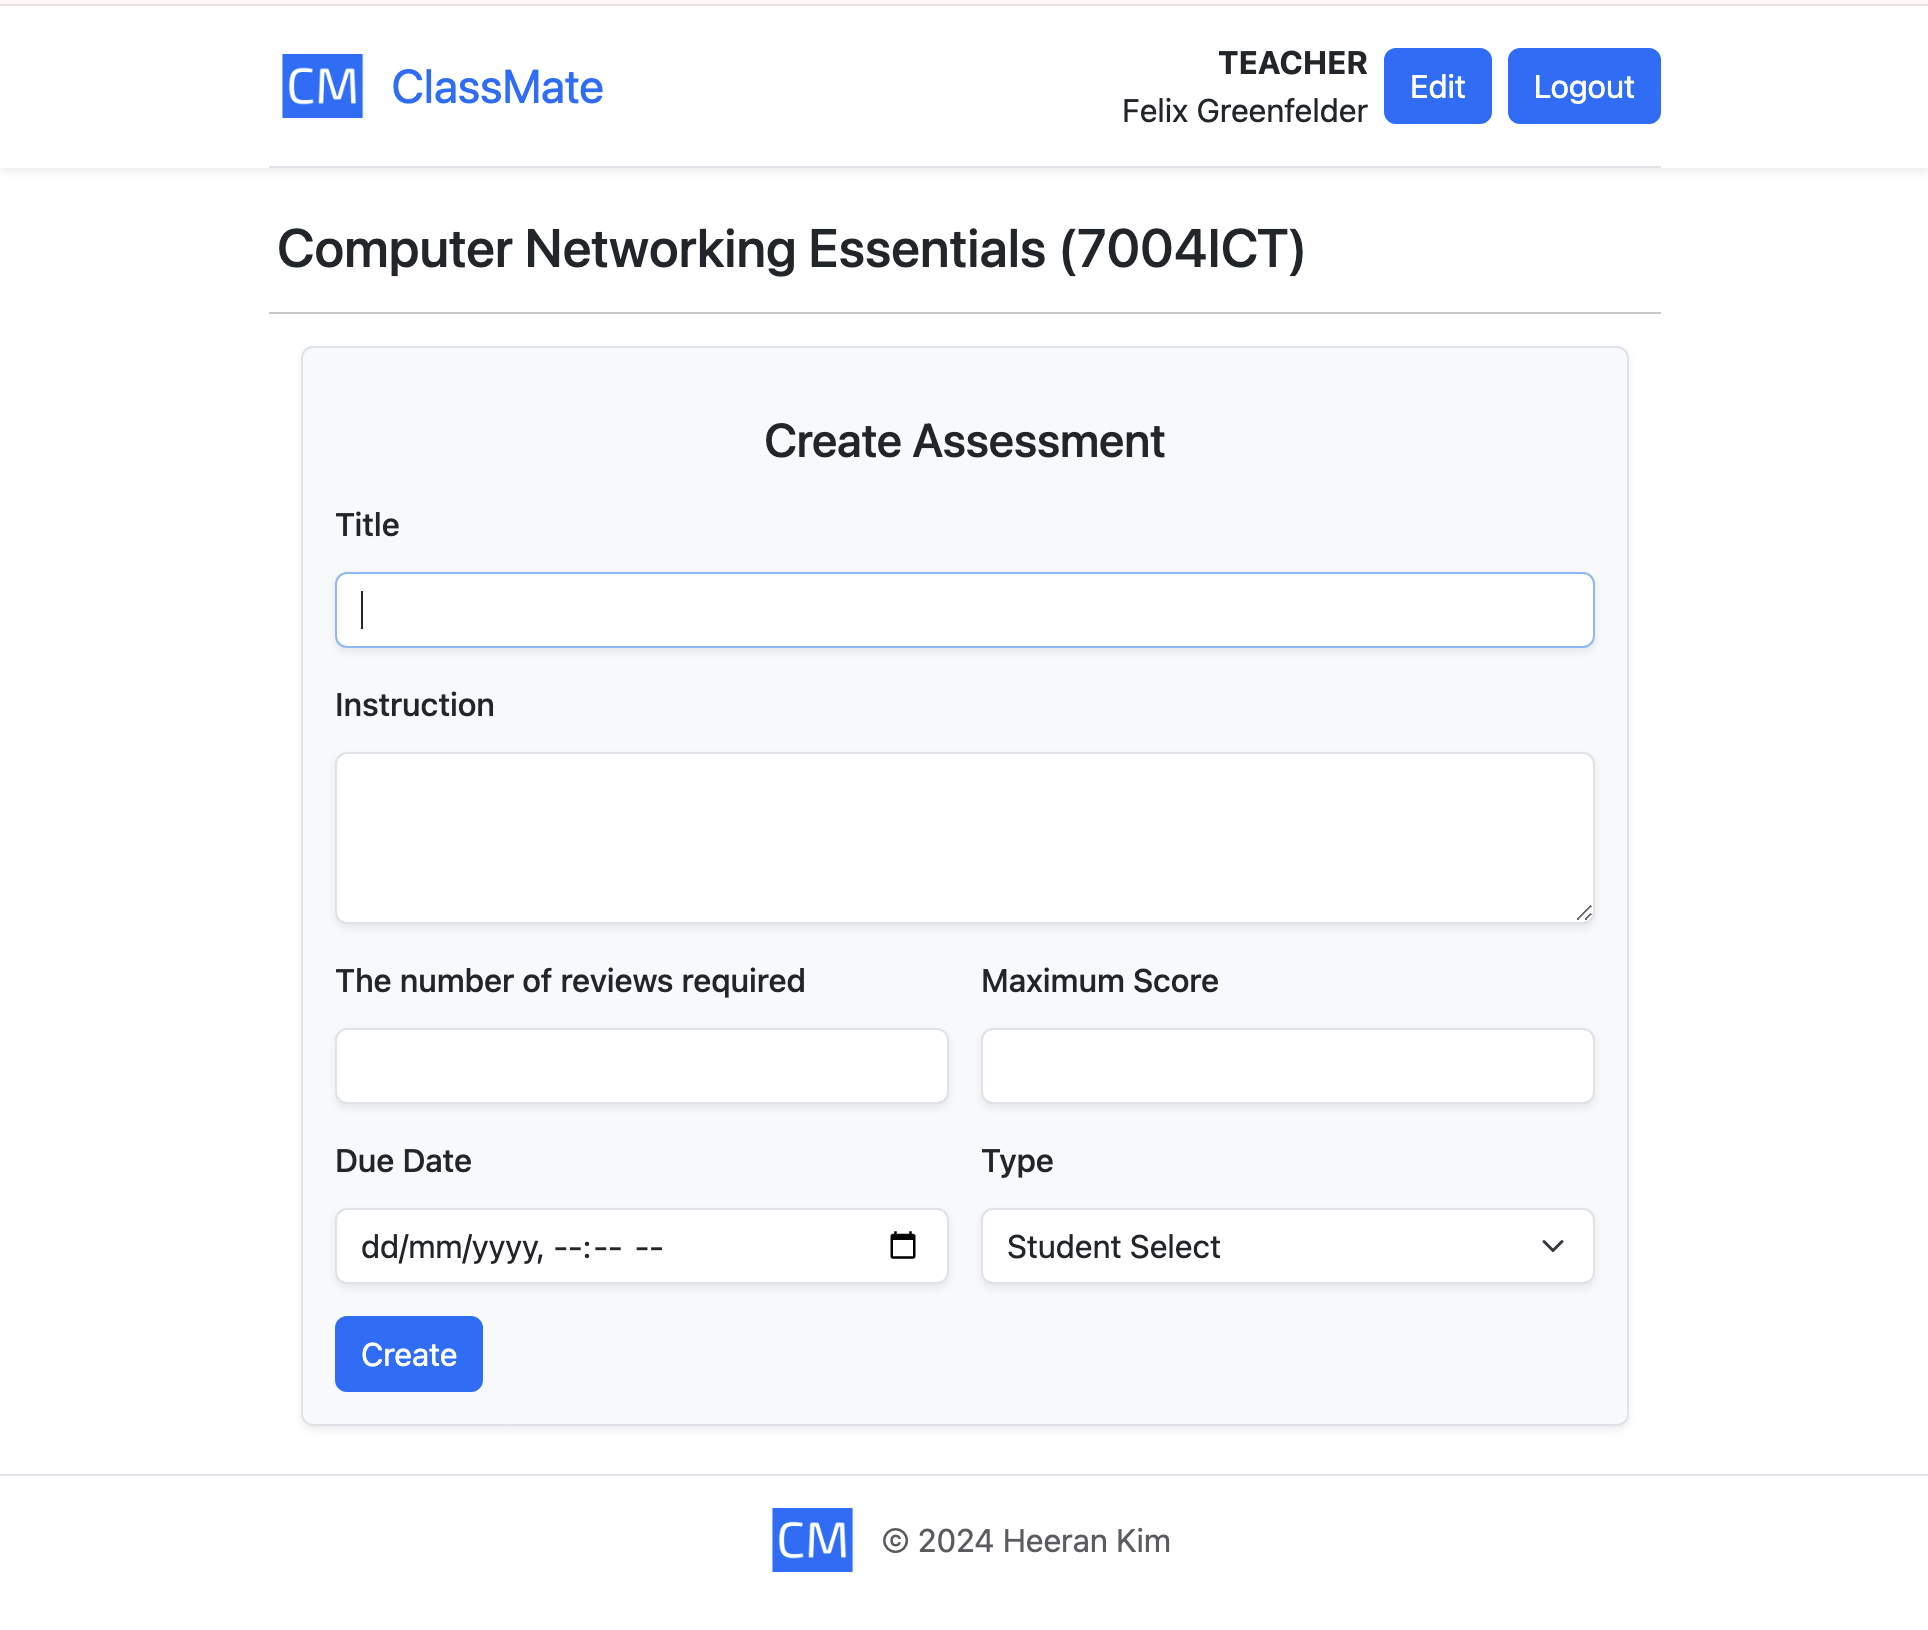 CM ClassMate
TEACHER
Felix Greenfelder
Edit
Logout
Computer Networking Essentials (7004ICT)
Create Assessment
Title
Instruction
The number of reviews required
Maximum Score
Due Date
Type
dd/mm/yyyy, --:-- --
Student Select
Create
CM © 2024 Heeran Kim